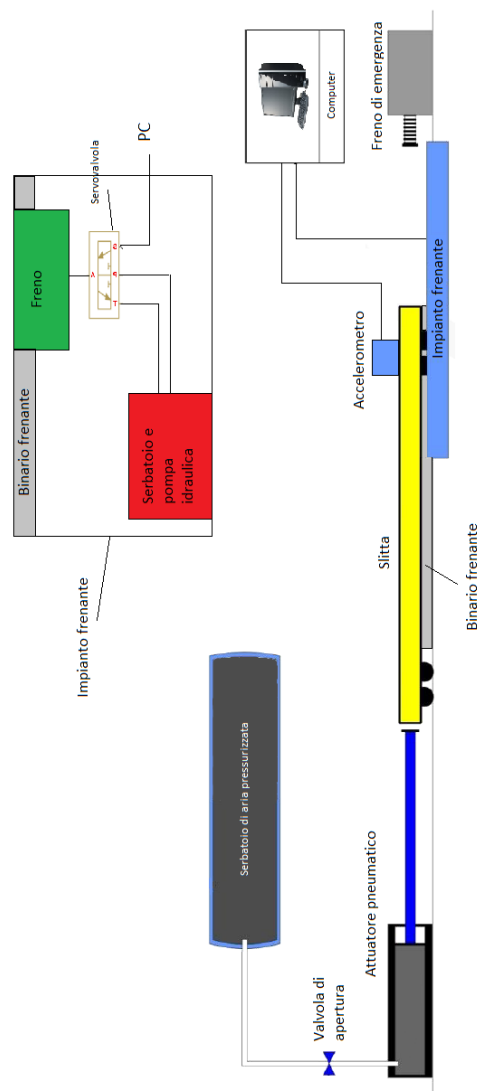 Binario frenante
Freno
Servovalvola
PC
Serbatoio e
pompa
idraulica
A
T
Impianto frenante
Computer
Freno di emergenza
Serbatoio di aria pressurizzata
Accelerometro
Impianto frenante
Slitta
Binario frenante
Valvola di
apertura
Attuatore pneumatico